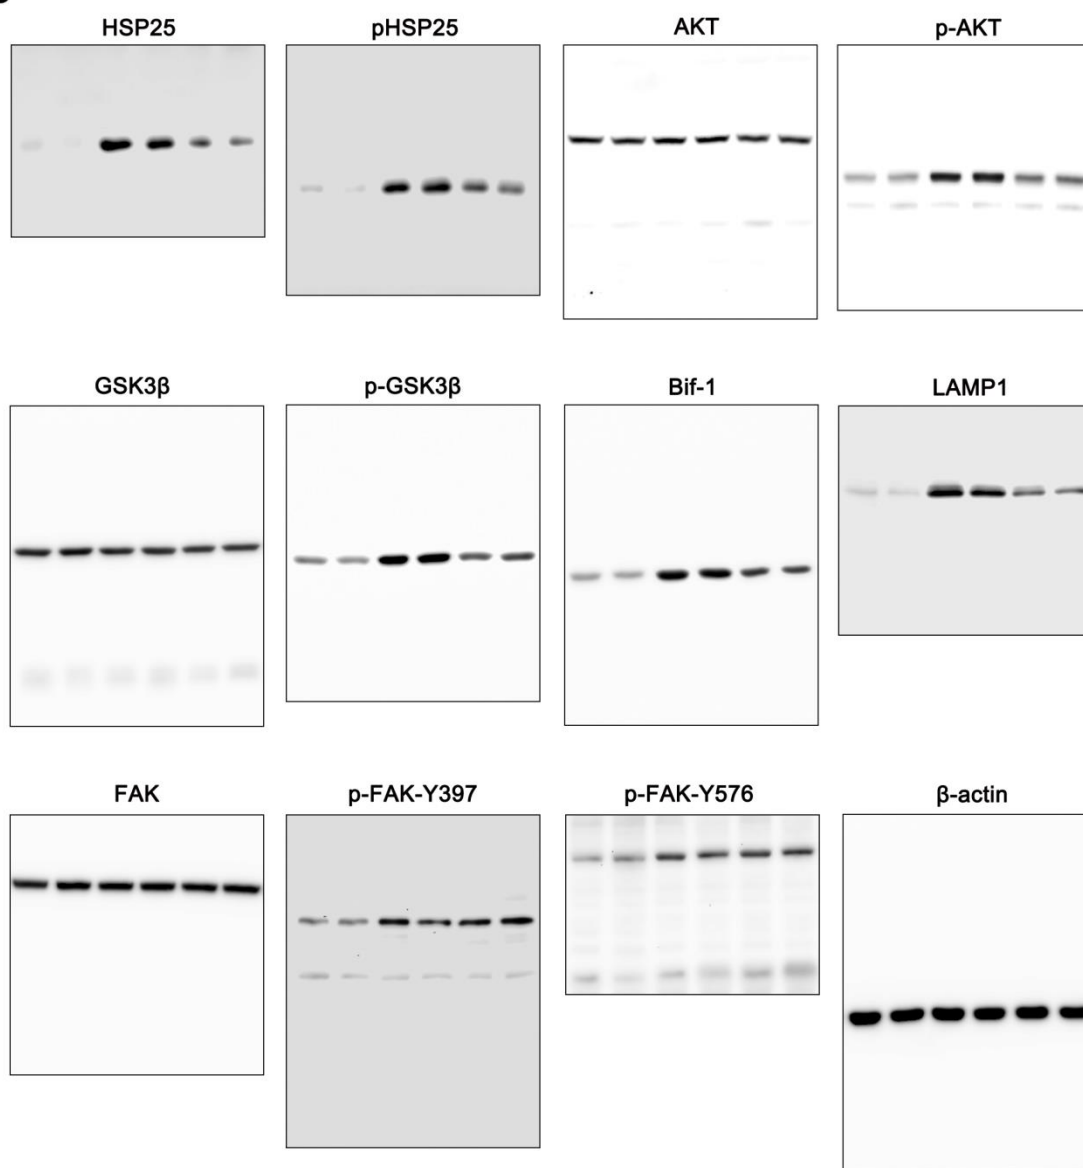 HSP25 pHSP25 AKT p-AKT
GSK3β p-GSK3β Bif-1 LAMP1
FAK p-FAK-Y397 p-FAK-Y576 β-actin